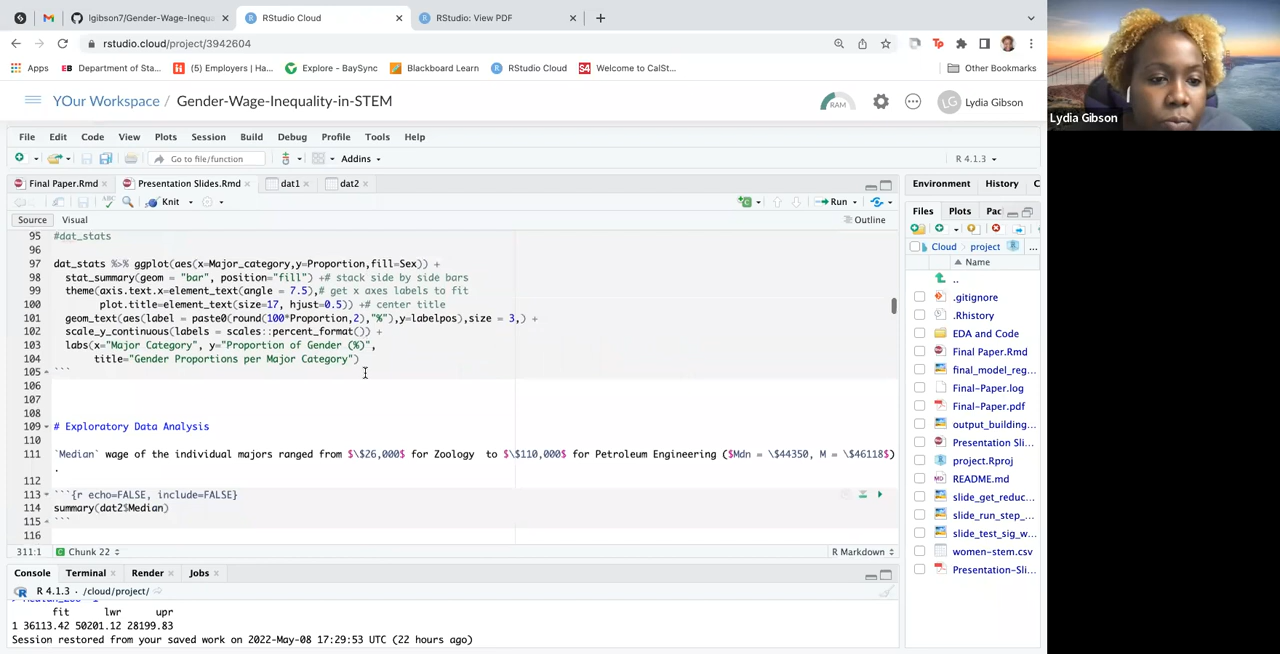 lgibson7/Gender-Wage-Inequ
RStudio Cloud
RStudio: View PDF
rstudio.cloud/project/3942604
Apps
Department of Sta...
(5) Employers | Ha...
Explore - BaySync
Blackboard Learn
RStudio Cloud
Welcome to CalSt...
Other Bookmarks
YOur Workspace / Gender-Wage-Inequality-in-STEM
RAM
LG
Lydia Gibson
File Edit Code View Plots Session Build Debug Profile Tools Help
Go to file/function
Addins
R 4.1.3
Final Paper.Rmd
Presentation Slides.Rmd
dat1
dat2
Knit
Run
Source
Visual
Outline
95 #dat_stats
96
97 dat_stats %>% ggplot(aes(x=Major_category, y=Proportion,fill=Sex)) +
98 stat_summary(geom = "bar", position="fill") +# stack side by side bars
99 theme(axis.text.x=element_text(angle = 7.5),# get x axes labels to fit
100 plot.title=element_text(size=17, hjust=0.5)) +# center title
101 geom_text(aes(label = paste0(round(100*Proportion,2),"%"),y=labelpos),size = 3,) +
102 scale_y_continuous(labels = scales::percent_format()) +
103 labs(x="Major Category", y="Proportion of Gender (%)",
104 title="Gender Proportions per Major Category")
105 ```
106
107
108
109 # Exploratory Data Analysis
110
111 `Median` wage of the individual majors ranged from $\$26,000$ for Zoology to $\$110,000$ for Petroleum Engineering ($Mdn = \$44350, M = \$46118$)
.
112
113 ```{r echo=FALSE, include=FALSE}
114 summary(dat2$Median)
115 ```
116
311:1
Chunk 22
R Markdown
Console
Terminal
Render
Jobs
R 4.1.3 · /cloud/project/
fit lwr upr
1 36113.42 50201.12 28199.83
Session restored from your saved work on 2022-May-08 17:29:53 UTC (22 hours ago)
Environment
History
Files
Plots
Pac
Cloud
project
...
Name
..
.gitignore
.Rhistory
EDA and Code
Final Paper.Rmd
final_model_reg...
Final-Paper.log
Final-Paper.pdf
output_building...
Presentation Sli...
project.Rproj
README.md
slide_get_reduc...
slide_run_step_...
slide_test_sig_w...
women-stem.csv
Presentation-Sli...
Lydia Gibson